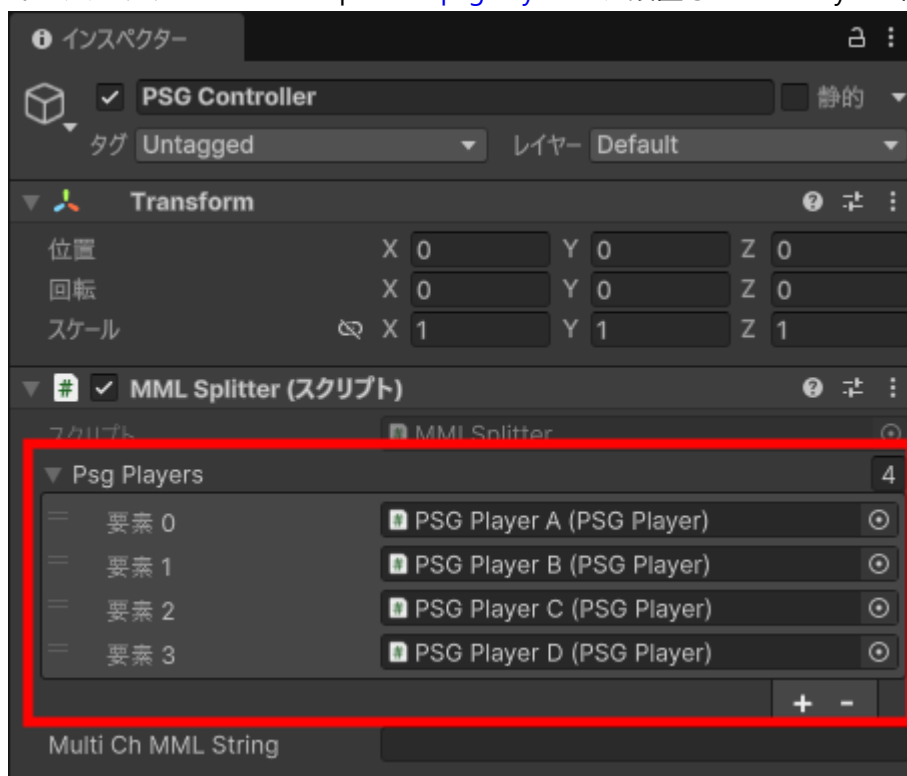 インスペクター
PSG Controller 静的
タグ Untagged レイヤー Default
Transform
位置 X 0 Y 0 Z 0
回転 X 0 Y 0 Z 0
スケール X 1 Y 1 Z 1
# MML Splitter (スクリプト)
スクリプト MMLSplitter
Psg Players 4
要素 0 PSG Player A (PSG Player)
要素 1 PSG Player B (PSG Player)
要素 2 PSG Player C (PSG Player)
要素 3 PSG Player D (PSG Player)
+ -
Multi Ch MML String